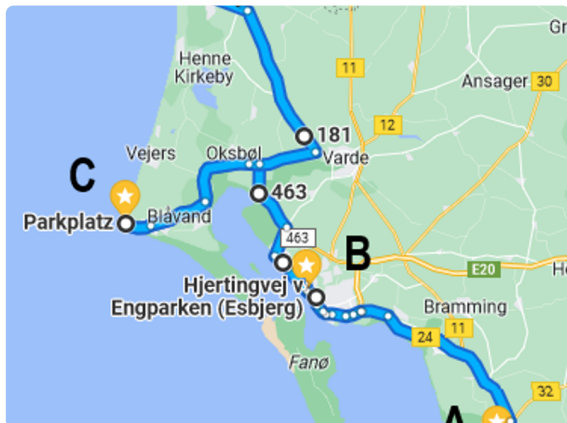 Gr
Henne
Kirkeby
11
Ansager
30
12
181
Vejers
Oksbøl
Varde
C
463
Parkplatz
Blåvand
463
B
E20
H
Hjertingvej v.
Engparken (Esbjerg)
Bramming
24
11
Fanø
32
A